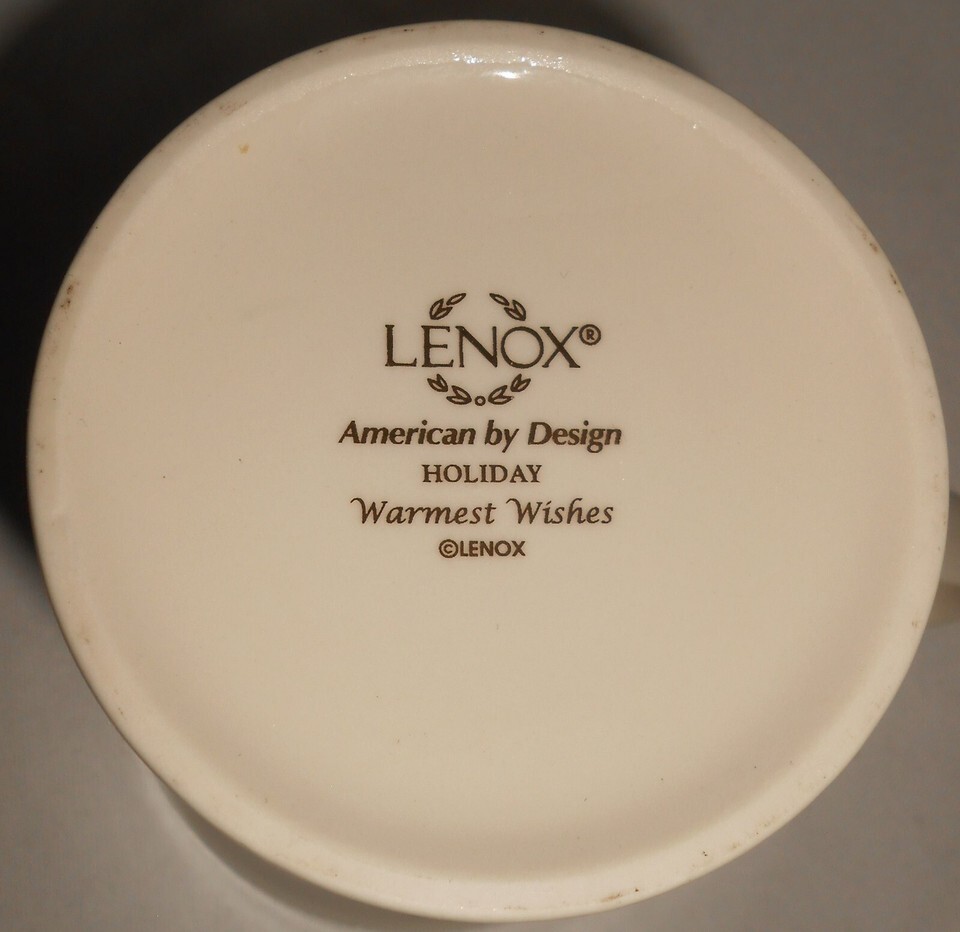 LENOX®
American by Design
HOLIDAY
Warmest Wishes
©LENOX